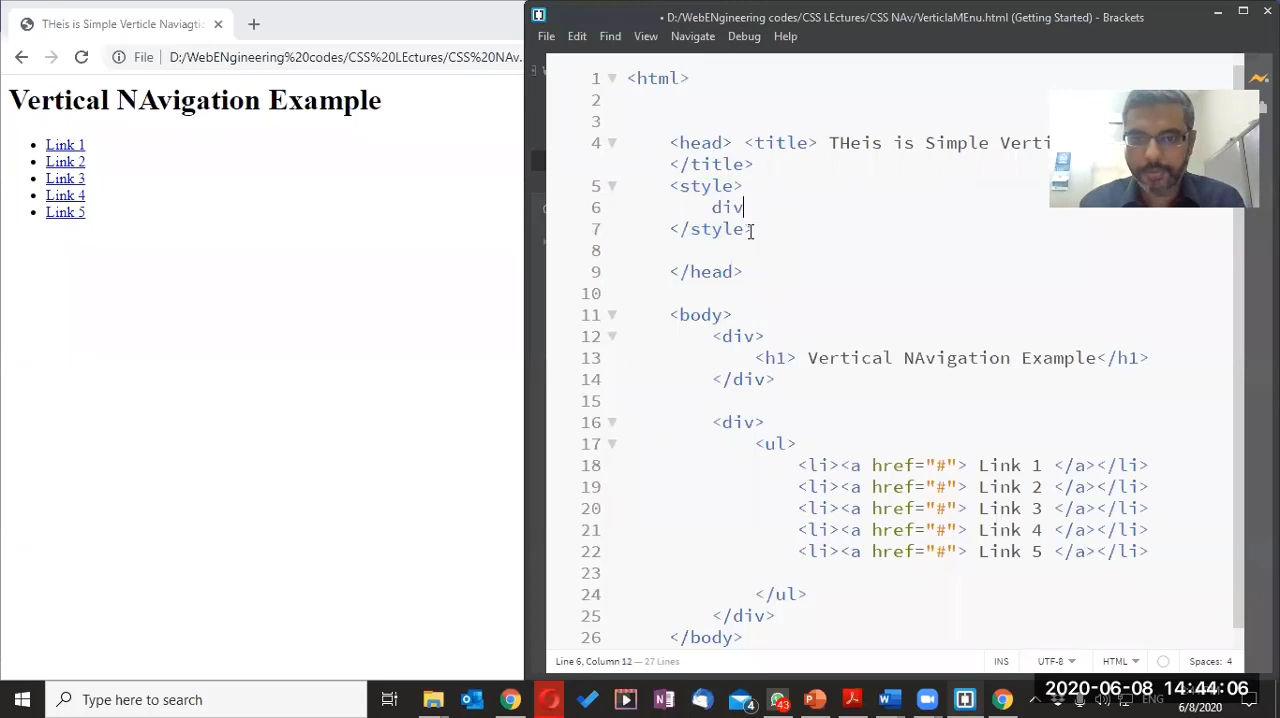 THeis is Simple Verticle Naviagti
D:/WebENgineering codes/CSS LEctures/CSS NAv/VerticlaMEnu.html (Getting Started) - Brackets
File
D:/WebENgineering%20codes/CSS%20LEctures/CSS%20NAv.
File Edit Find View Navigate Debug Help
Vertical NAvigation Example
Link 1
Link 2
Link 3
Link 4
Link 5
1 <html>
2
3
4 <head> <title> THeis is Simple Verti
</title>
5 <style>
6 div
7 </style>
8
9 </head>
10
11 <body>
12 <div>
13 <h1> Vertical NAvigation Example</h1>
14 </div>
15
16 <div>
17 <ul>
18 <li><a href="#"> Link 1 </a></li>
19 <li><a href="#"> Link 2 </a></li>
20 <li><a href="#"> Link 3 </a></li>
21 <li><a href="#"> Link 4 </a></li>
22 <li><a href="#"> Link 5 </a></li>
23
24 </ul>
25 </div>
26 </body>
Line 6, Column 12 — 27 Lines
INS UTF-8 HTML Spaces: 4
Type here to search
4
43
ENG
2020-06-08 14:44:06
6/8/2020